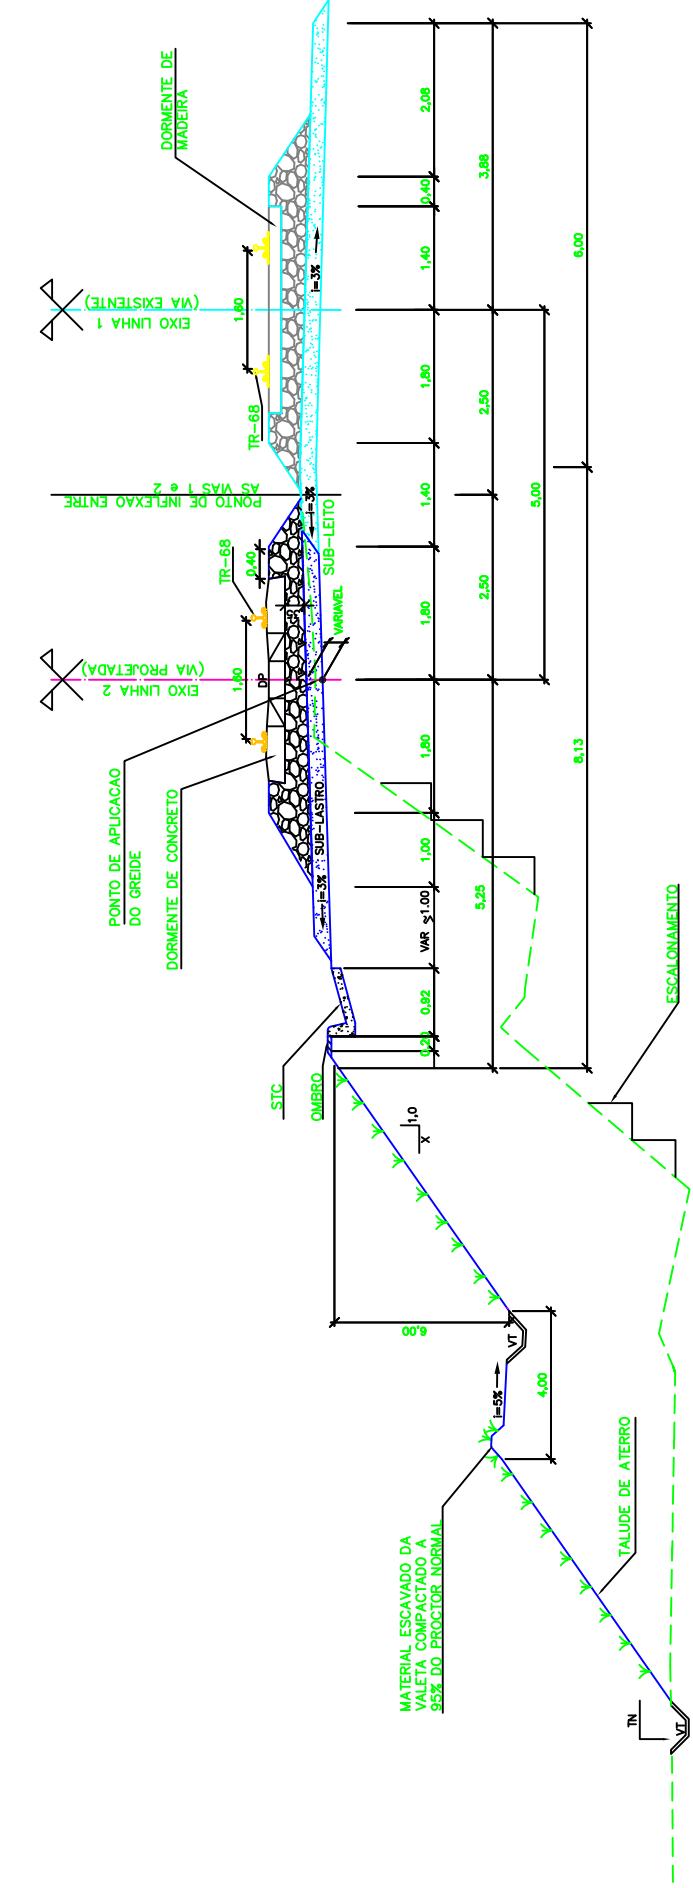 DORMENTE DE
MADEIRA
EIXO LINHA 1
(VIA EXISTENTE)
1,60
TR-68
i=3%
PONTO DE INFLEXAO ENTRE
AS VIAS 1 e 2
i=3%
SUB-LEITO
TR-68
0,40
VARIAVEL
EIXO LINHA 2
(VIA PROJETADA)
1,60
DP
PONTO DE APLICACAO
DO GREIDE
DORMENTE DE CONCRETO
SUB-LASTRO
i=3%
STC
OMBRO
2,08
0,40
1,40
1,80
1,40
1,80
1,80
1,00
VAR ≈1.00
0,92
0,20
3,88
2,50
2,50
5,25
5,00
6,00
8,13
1,0
X
ESCALONAMENTO
6,00
VT
4,00
i=5%
MATERIAL ESCAVADO DA
VALETA COMPACTADO A
95% DO PROCTOR NORMAL
TALUDE DE ATERRO
TN
VT